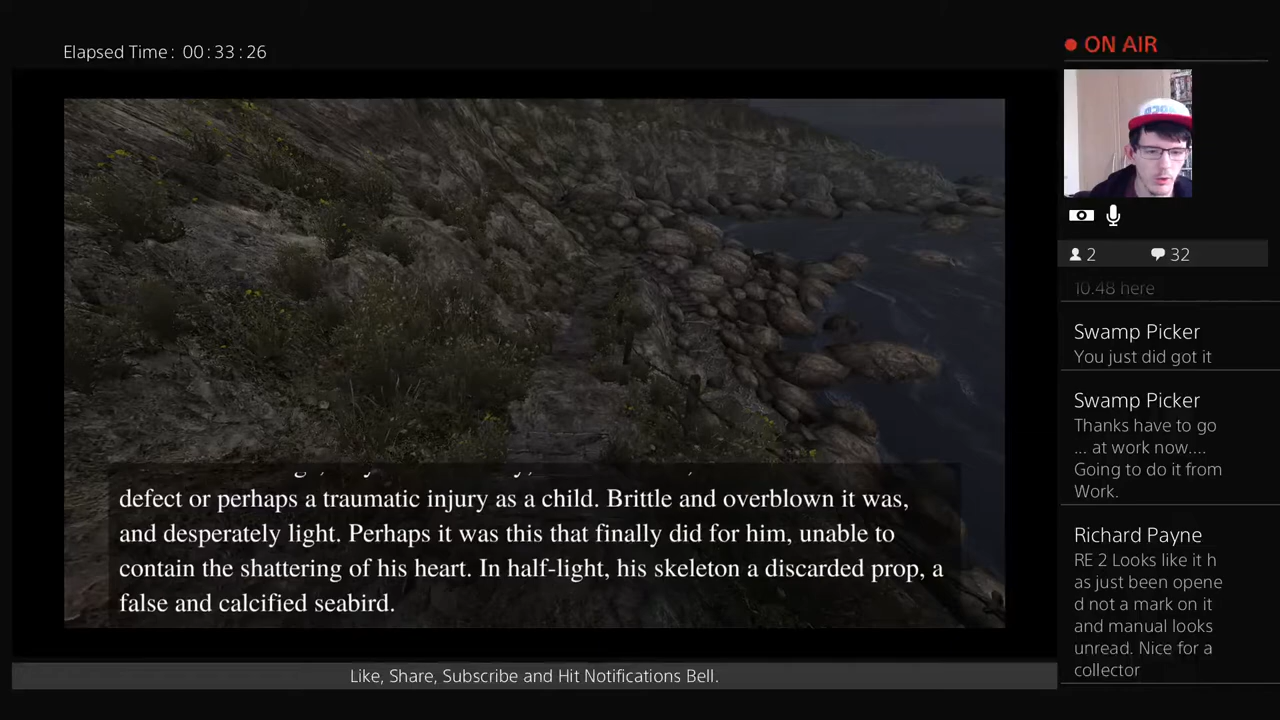 Elapsed Time: 00:33:26
ON AIR
2
32
10.48 here
Swamp Picker
You just did got it
Swamp Picker
Thanks have to go
... at work now....
Going to do it from
Work.
Richard Payne
RE 2 Looks like it h
as just been opene
d not a mark on it
and manual looks
unread. Nice for a
collector
defect or perhaps a traumatic injury as a child. Brittle and overblown it was,
and desperately light. Perhaps it was this that finally did for him, unable to
contain the shattering of his heart. In half-light, his skeleton a discarded prop, a
false and calcified seabird.
Like, Share, Subscribe and Hit Notifications Bell.